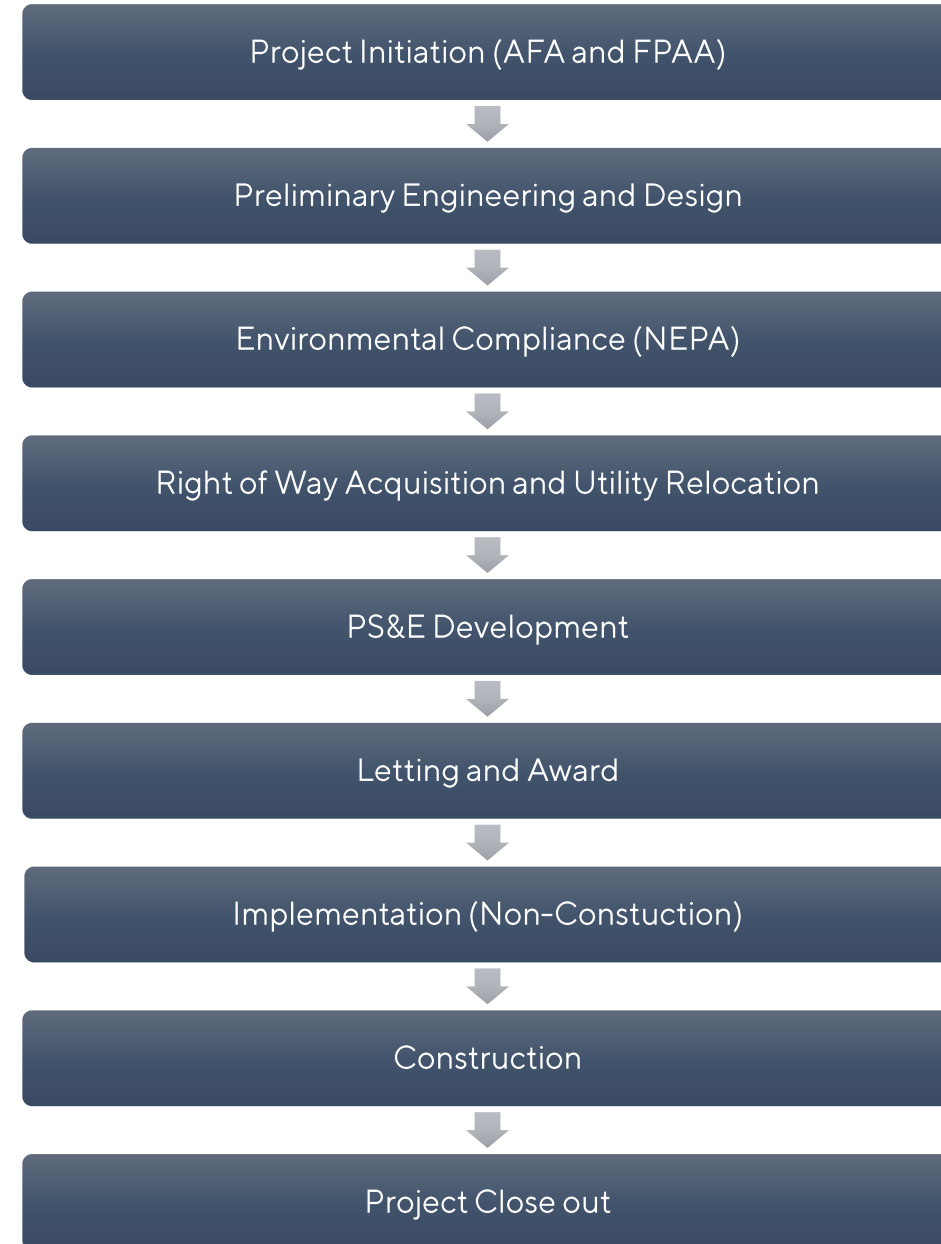 Project Initiation (AFA and FPAA)
Preliminary Engineering and Design
Environmental Compliance (NEPA)
Right of Way Acquisition and Utility Relocation
PS&E Development
Letting and Award
Implementation (Non-Constuction)
Construction
Project Close out